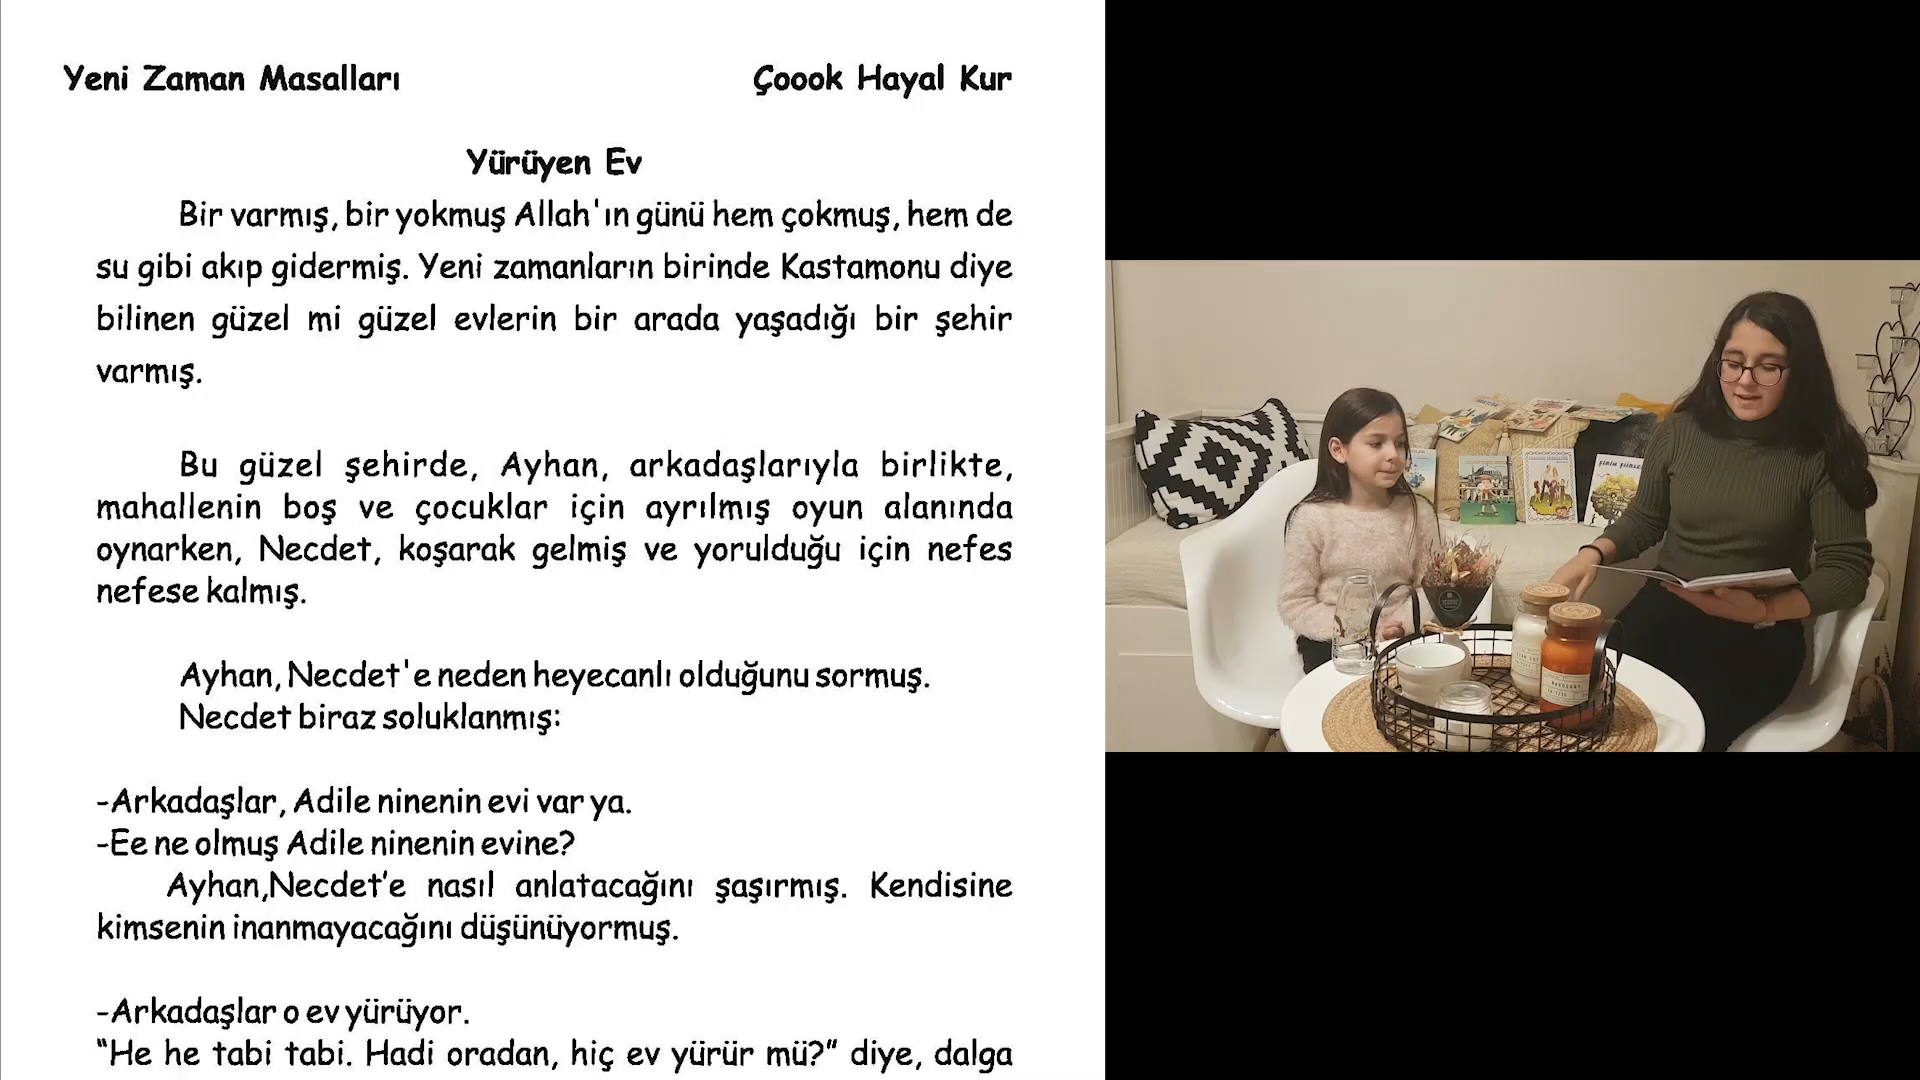 Yeni Zaman Masalları
Çoook Hayal Kur
Yürüyen Ev
Bir varmış, bir yokmuş Allah'ın günü hem çokmuş, hem de
su gibi akıp gidermiş. Yeni zamanların birinde Kastamonu diye
bilinen güzel mi güzel evlerin bir arada yaşadığı bir şehir
varmış.
Bu güzel şehirde, Ayhan, arkadaşlarıyla birlikte,
mahallenin boş ve çocuklar için ayrılmış oyun alanında
oynarken, Necdet, koşarak gelmiş ve yorulduğu için nefes
nefese kalmış.
Ayhan, Necdet'e neden heyecanlı olduğunu sormuş.
Necdet biraz soluklanmış:
-Arkadaşlar, Adile ninenin evi var ya.
-Ee ne olmuş Adile ninenin evine?
Ayhan,Necdet’e nasıl anlatacağını şaşırmış. Kendisine
kimsenin inanmayacağını düşünüyormuş.
-Arkadaşlar o ev yürüyor.
“He he tabi tabi. Hadi oradan, hiç ev yürür mü?” diye, dalga